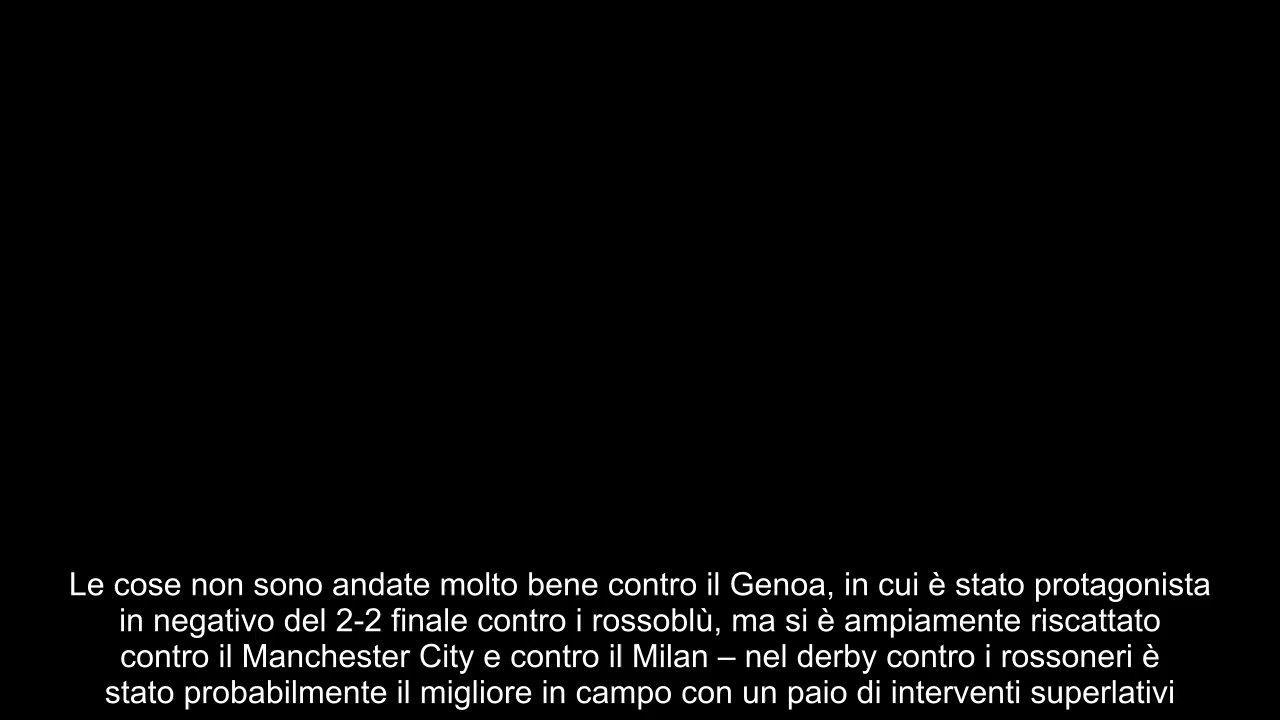 Le cose non sono andate molto bene contro il Genoa, in cui è stato protagonista
in negativo del 2-2 finale contro i rossoblù, ma si è ampiamente riscattato
contro il Manchester City e contro il Milan – nel derby contro i rossoneri è
stato probabilmente il migliore in campo con un paio di interventi superlativi